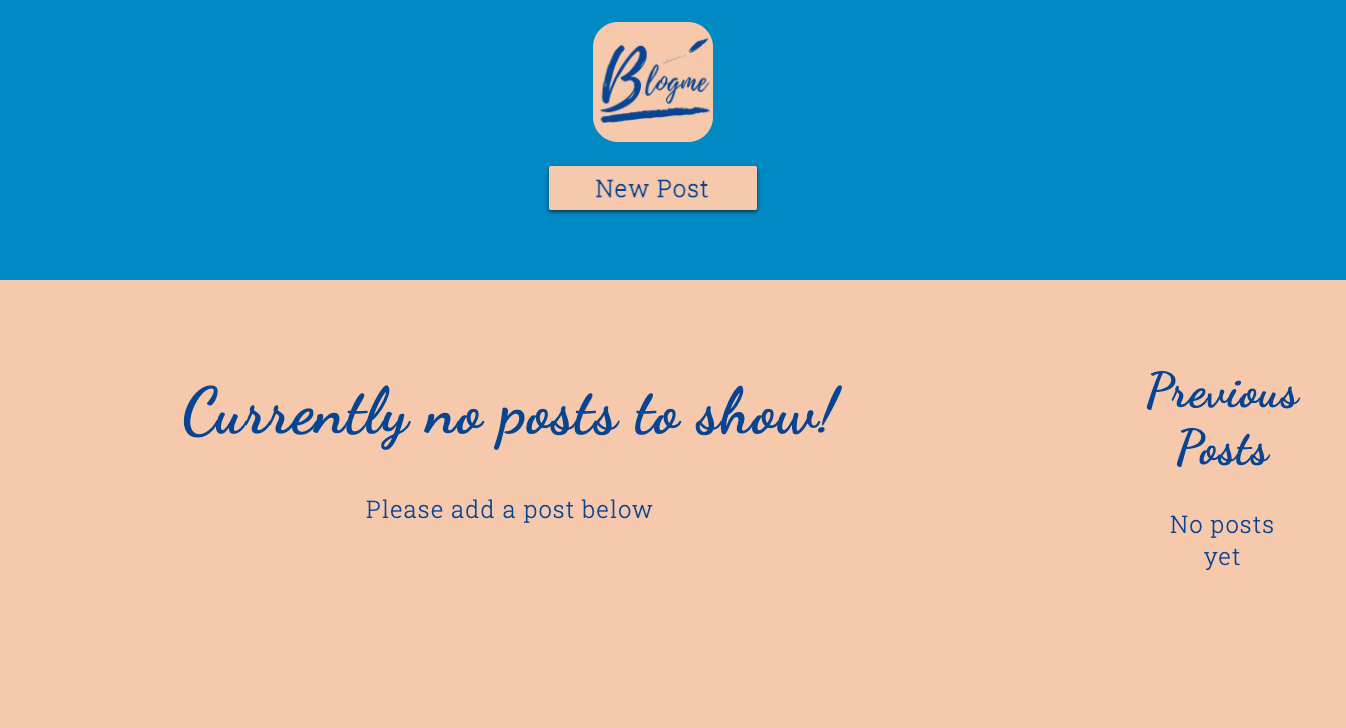 Blogme
New Post
Currently no posts to show!
Please add a post below
Previous
Posts
No posts
yet